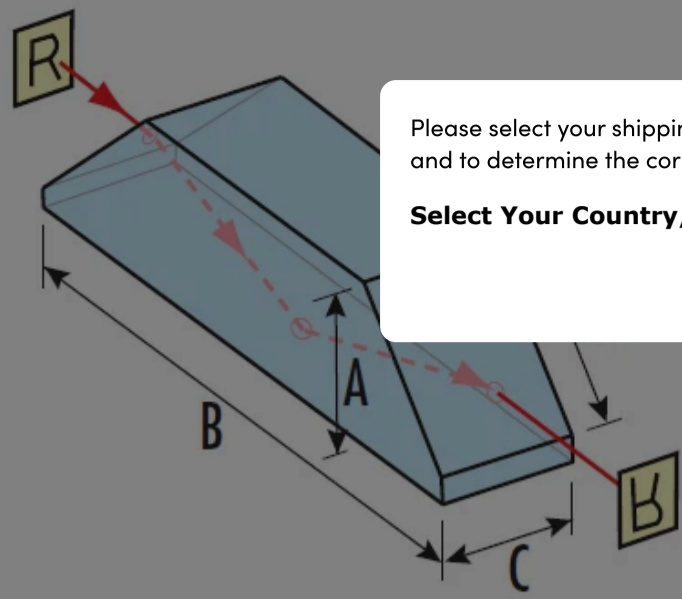 R
Please select your shippin
and to determine the cor
Select Your Country,
A
B
R
C